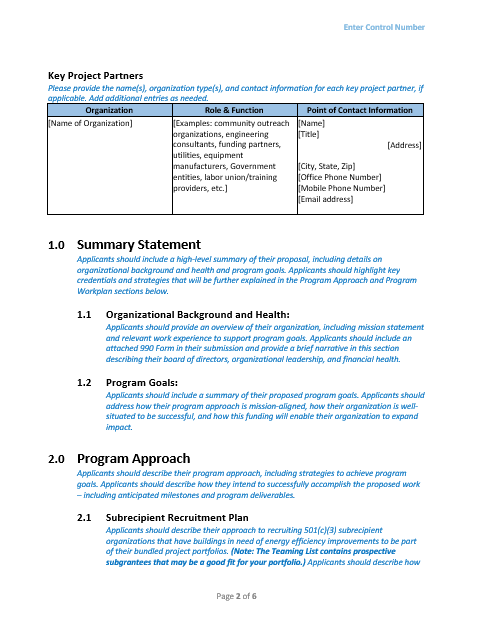 Enter Control Number
Key Project Partners
Please provide the name(s), organization type(s), and contact information for each key project partner, if
applicable. Add additional entries as needed.
Organization
Role & Function
Point of Contact Information
[Name of Organization]
[Examples: community outreach
organizations, engineering
consultants, funding partners,
utilities, equipment
manufacturers, Government
entities, labor union/training
providers, etc.]
[Name]
[Title]
[Address]
[City, State, Zip]
[Office Phone Number]
[Mobile Phone Number]
[Email address]
1.0 Summary Statement
Applicants should include a high-level summary of their proposal, including details on
organizational background and health and program goals. Applicants should highlight key
credentials and strategies that will be further explained in the Program Approach and Program
Workplan sections below.
1.1 Organizational Background and Health:
Applicants should provide an overview of their organization, including mission statement
and relevant work experience to support program goals. Applicants should include an
attached 990 Form in their submission and provide a brief narrative in this section
describing their board of directors, organizational leadership, and financial health.
1.2 Program Goals:
Applicants should include a summary of their proposed program goals. Applicants should
address how their program approach is mission-aligned, how their organization is well-
situated to be successful, and how this funding will enable their organization to expand
impact.
2.0 Program Approach
Applicants should describe their program approach, including strategies to achieve program
goals. Applicants should describe how they intend to successfully accomplish the proposed work
– including anticipated milestones and program deliverables.
2.1 Subrecipient Recruitment Plan
Applicants should describe their approach to recruiting 501(c)(3) subrecipient
organizations that have buildings in need of energy efficiency improvements to be part
of their bundled project portfolios. (Note: The Teaming List contains prospective
subgrantees that may be a good fit for your portfolio.) Applicants should describe how
Page 2 of 6